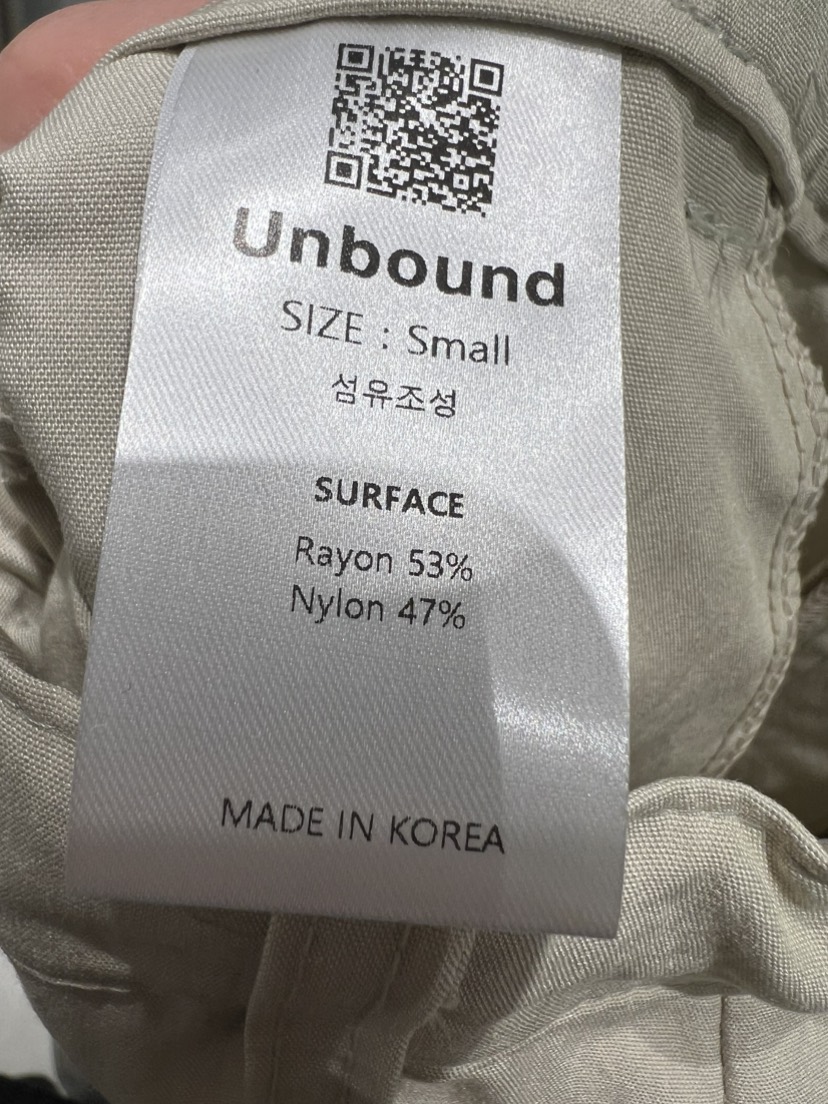 Unbound
SIZE : Small
섬유조성
SURFACE
Rayon 53%
Nylon 47%
MADE IN KOREA